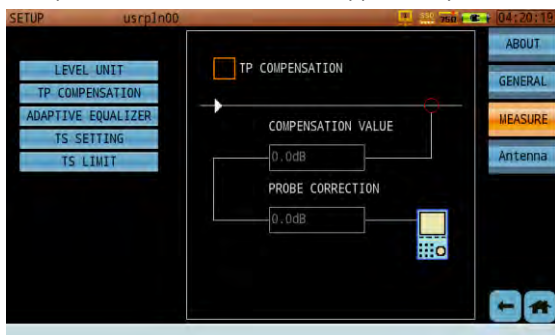 SETUP usrpIn00 04:20:19
LEVEL UNIT
TP COMPENSATION
ADAPTIVE EQUALIZER
TS SETTING
TS LIMIT
TP COMPENSATION
COMPENSATION VALUE
0.0dB
PROBE CORRECTION
0.0dB
ABOUT
GENERAL
MEASURE
Antenna